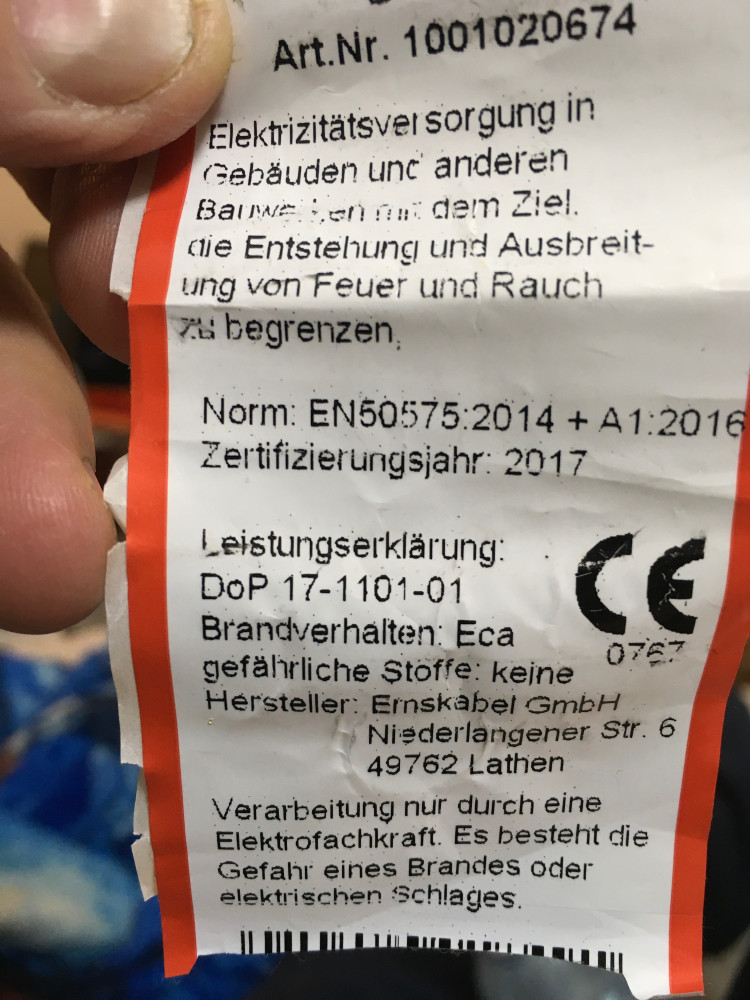 Art.Nr. 1001020674
Elektrizitätsversorgung in
Gebäuden und anderen
Bauwerken mit dem Ziel.
die Entstehung und Ausbreit-
ung von Feuer und Rauch
zu begrenzen.
Norm: EN50575:2014 + A1:2016
Zertifizierungsjahr: 2017
Leistungserklärung:
DoP 17-1101-01
CE
Brandverhalten: Eca
0767
gefährliche Stoffe: keine
Hersteller: Ernskabel GmbH
Niederlangener Str. 6
49762 Lathen
Verarbeitung nur durch eine
Elektrofachkraft. Es besteht die
Gefahr eines Brandes oder
elektrischen Schlages.